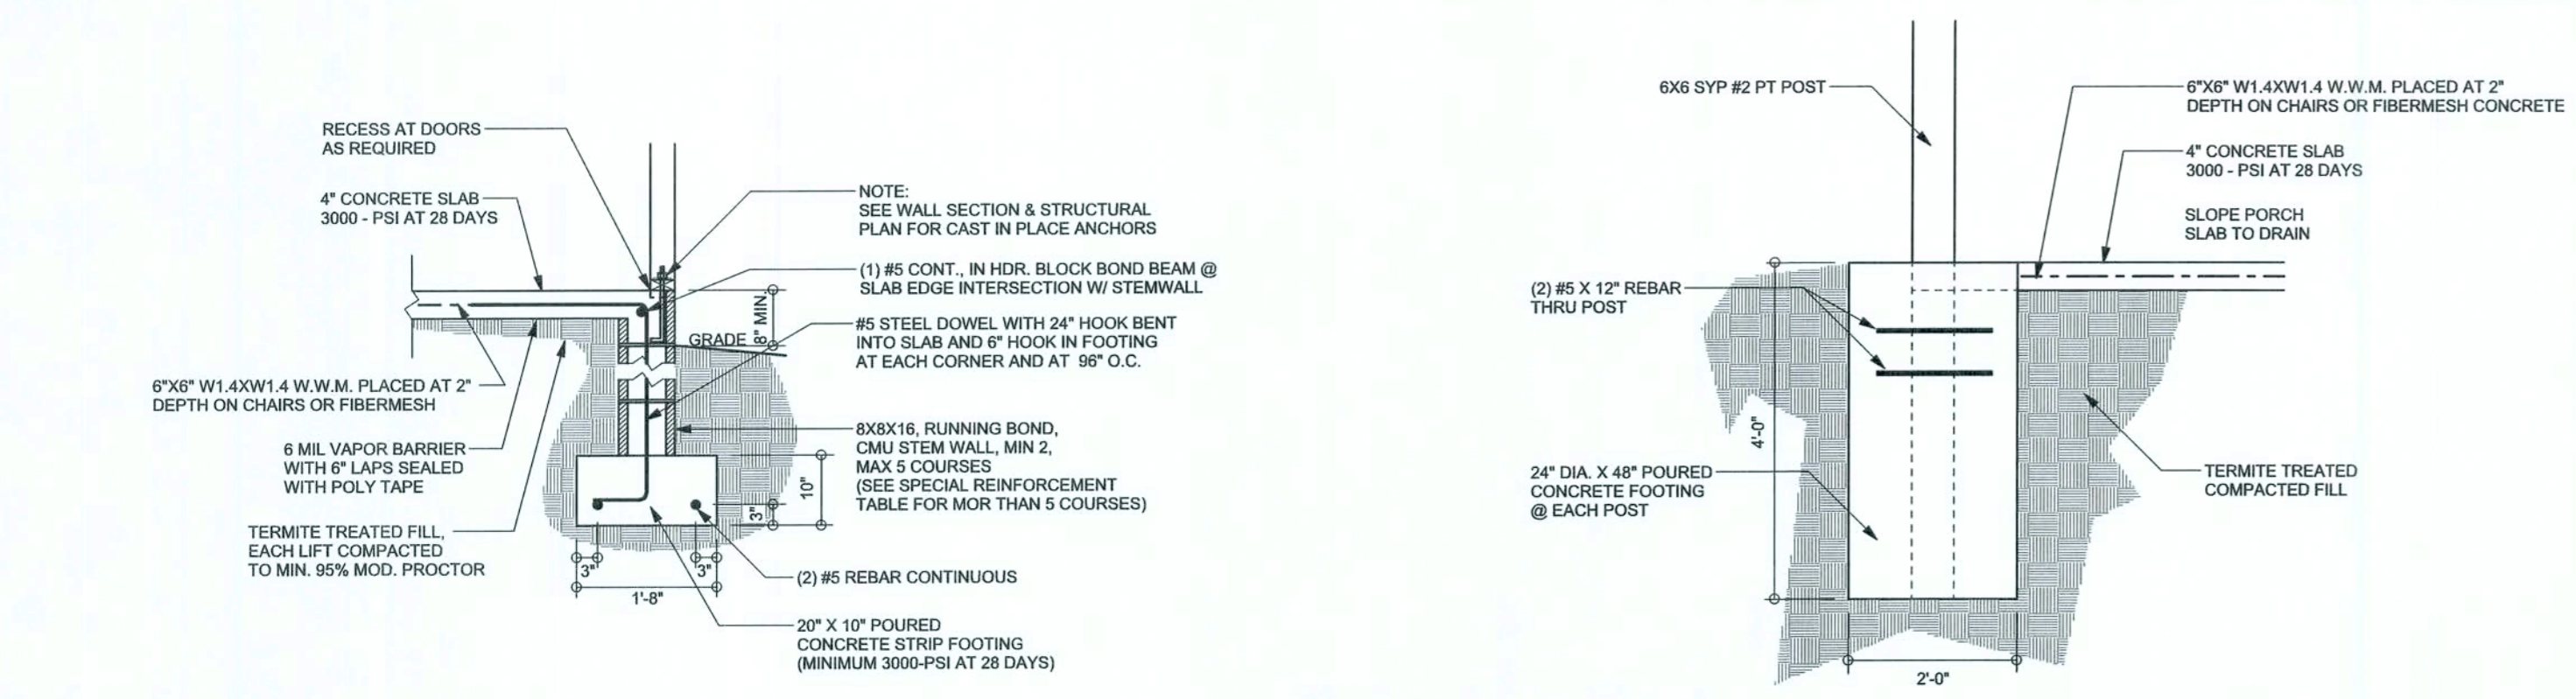 RECESS AT DOORS
AS REQUIRED
4" CONCRETE SLAB
3000 - PSI AT 28 DAYS
6"X6" W1.4XW1.4 W.W.M. PLACED AT 2"
DEPTH ON CHAIRS OR FIBERMESH
6 MIL VAPOR BARRIER
WITH 6" LAPS SEALED
WITH POLY TAPE
TERMITE TREATED FILL,
EACH LIFT COMPACTED
TO MIN. 95% MOD. PROCTOR
NOTE:
SEE WALL SECTION & STRUCTURAL
PLAN FOR CAST IN PLACE ANCHORS
(1) #5 CONT., IN HDR. BLOCK BOND BEAM @
SLAB EDGE INTERSECTION W/ STEMWALL
8" MIN.
GRADE
#5 STEEL DOWEL WITH 24" HOOK BENT
INTO SLAB AND 6" HOOK IN FOOTING
AT EACH CORNER AND AT 96" O.C.
8X8X16, RUNNING BOND,
CMU STEM WALL, MIN 2,
MAX 5 COURSES
(SEE SPECIAL REINFORCEMENT
TABLE FOR MOR THAN 5 COURSES)
10"
3"
3"
3"
1'-8"
(2) #5 REBAR CONTINUOUS
20" X 10" POURED
CONCRETE STRIP FOOTING
(MINIMUM 3000-PSI AT 28 DAYS)
6X6 SYP #2 PT POST
6"X6" W1.4XW1.4 W.W.M. PLACED AT 2"
DEPTH ON CHAIRS OR FIBERMESH CONCRETE
4" CONCRETE SLAB
3000 - PSI AT 28 DAYS
SLOPE PORCH
SLAB TO DRAIN
(2) #5 X 12" REBAR
THRU POST
4'-0"
24" DIA. X 48" POURED
CONCRETE FOOTING
@ EACH POST
TERMITE TREATED
COMPACTED FILL
2'-0"